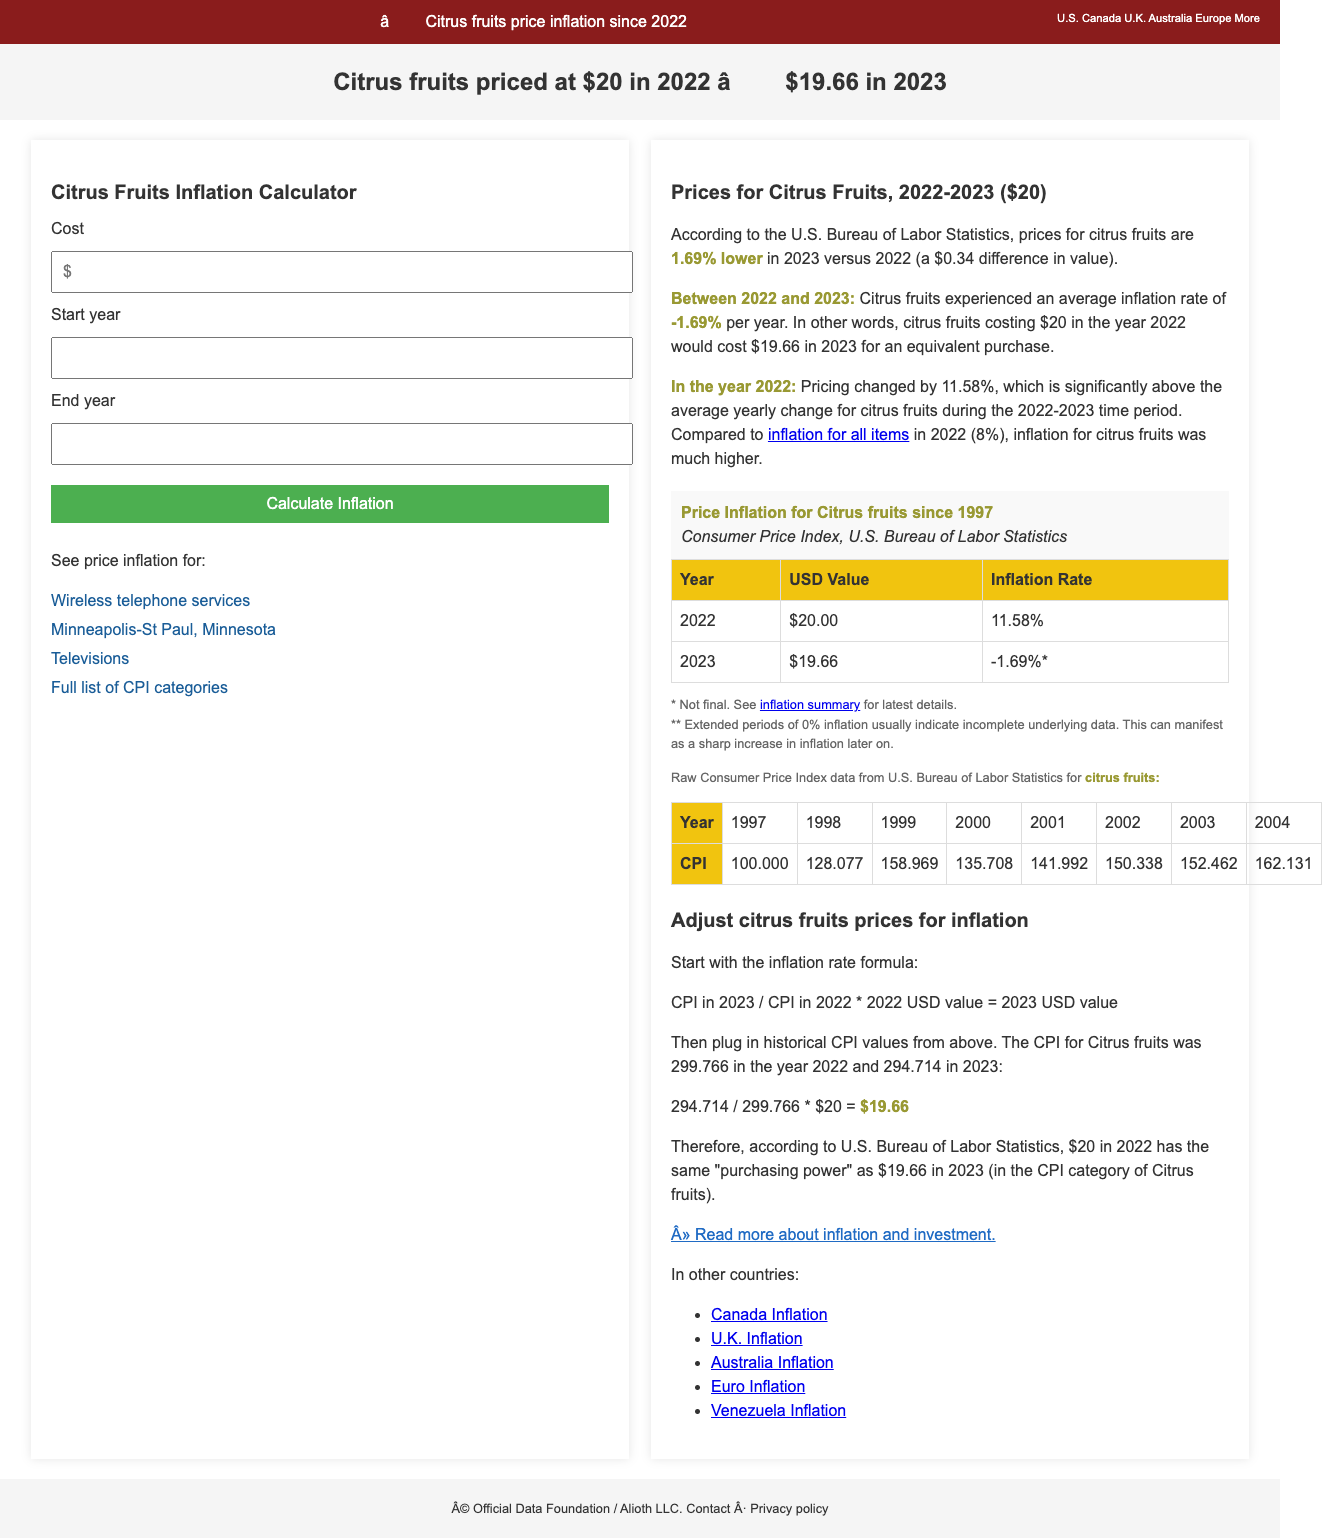 â Citrus fruits price inflation since 2022
U.S. Canada U.K. Australia Europe More
Citrus fruits priced at $20 in 2022 â $19.66 in 2023
Citrus Fruits Inflation Calculator
Cost
$
Start year
End year
Calculate Inflation
See price inflation for:
Wireless telephone services
Minneapolis-St Paul, Minnesota
Televisions
Full list of CPI categories
Prices for Citrus Fruits, 2022-2023 ($20)
According to the U.S. Bureau of Labor Statistics, prices for citrus fruits are
1.69% lower in 2023 versus 2022 (a $0.34 difference in value).
Between 2022 and 2023: Citrus fruits experienced an average inflation rate of
-1.69% per year. In other words, citrus fruits costing $20 in the year 2022
would cost $19.66 in 2023 for an equivalent purchase.
In the year 2022: Pricing changed by 11.58%, which is significantly above the
average yearly change for citrus fruits during the 2022-2023 time period.
Compared to inflation for all items in 2022 (8%), inflation for citrus fruits was
much higher.
Price Inflation for Citrus fruits since 1997
Consumer Price Index, U.S. Bureau of Labor Statistics
Year USD Value Inflation Rate
2022 $20.00 11.58%
2023 $19.66 -1.69%*
* Not final. See inflation summary for latest details.
** Extended periods of 0% inflation usually indicate incomplete underlying data. This can manifest
as a sharp increase in inflation later on.
Raw Consumer Price Index data from U.S. Bureau of Labor Statistics for citrus fruits:
Year 1997 1998 1999 2000 2001 2002 2003 2004
CPI 100.000 128.077 158.969 135.708 141.992 150.338 152.462 162.131
Adjust citrus fruits prices for inflation
Start with the inflation rate formula:
CPI in 2023 / CPI in 2022 * 2022 USD value = 2023 USD value
Then plug in historical CPI values from above. The CPI for Citrus fruits was
299.766 in the year 2022 and 294.714 in 2023:
294.714 / 299.766 * $20 = $19.66
Therefore, according to U.S. Bureau of Labor Statistics, $20 in 2022 has the
same "purchasing power" as $19.66 in 2023 (in the CPI category of Citrus
fruits).
Â» Read more about inflation and investment.
In other countries:
• Canada Inflation
• U.K. Inflation
• Australia Inflation
• Euro Inflation
• Venezuela Inflation
Â© Official Data Foundation / Alioth LLC. Contact Â· Privacy policy